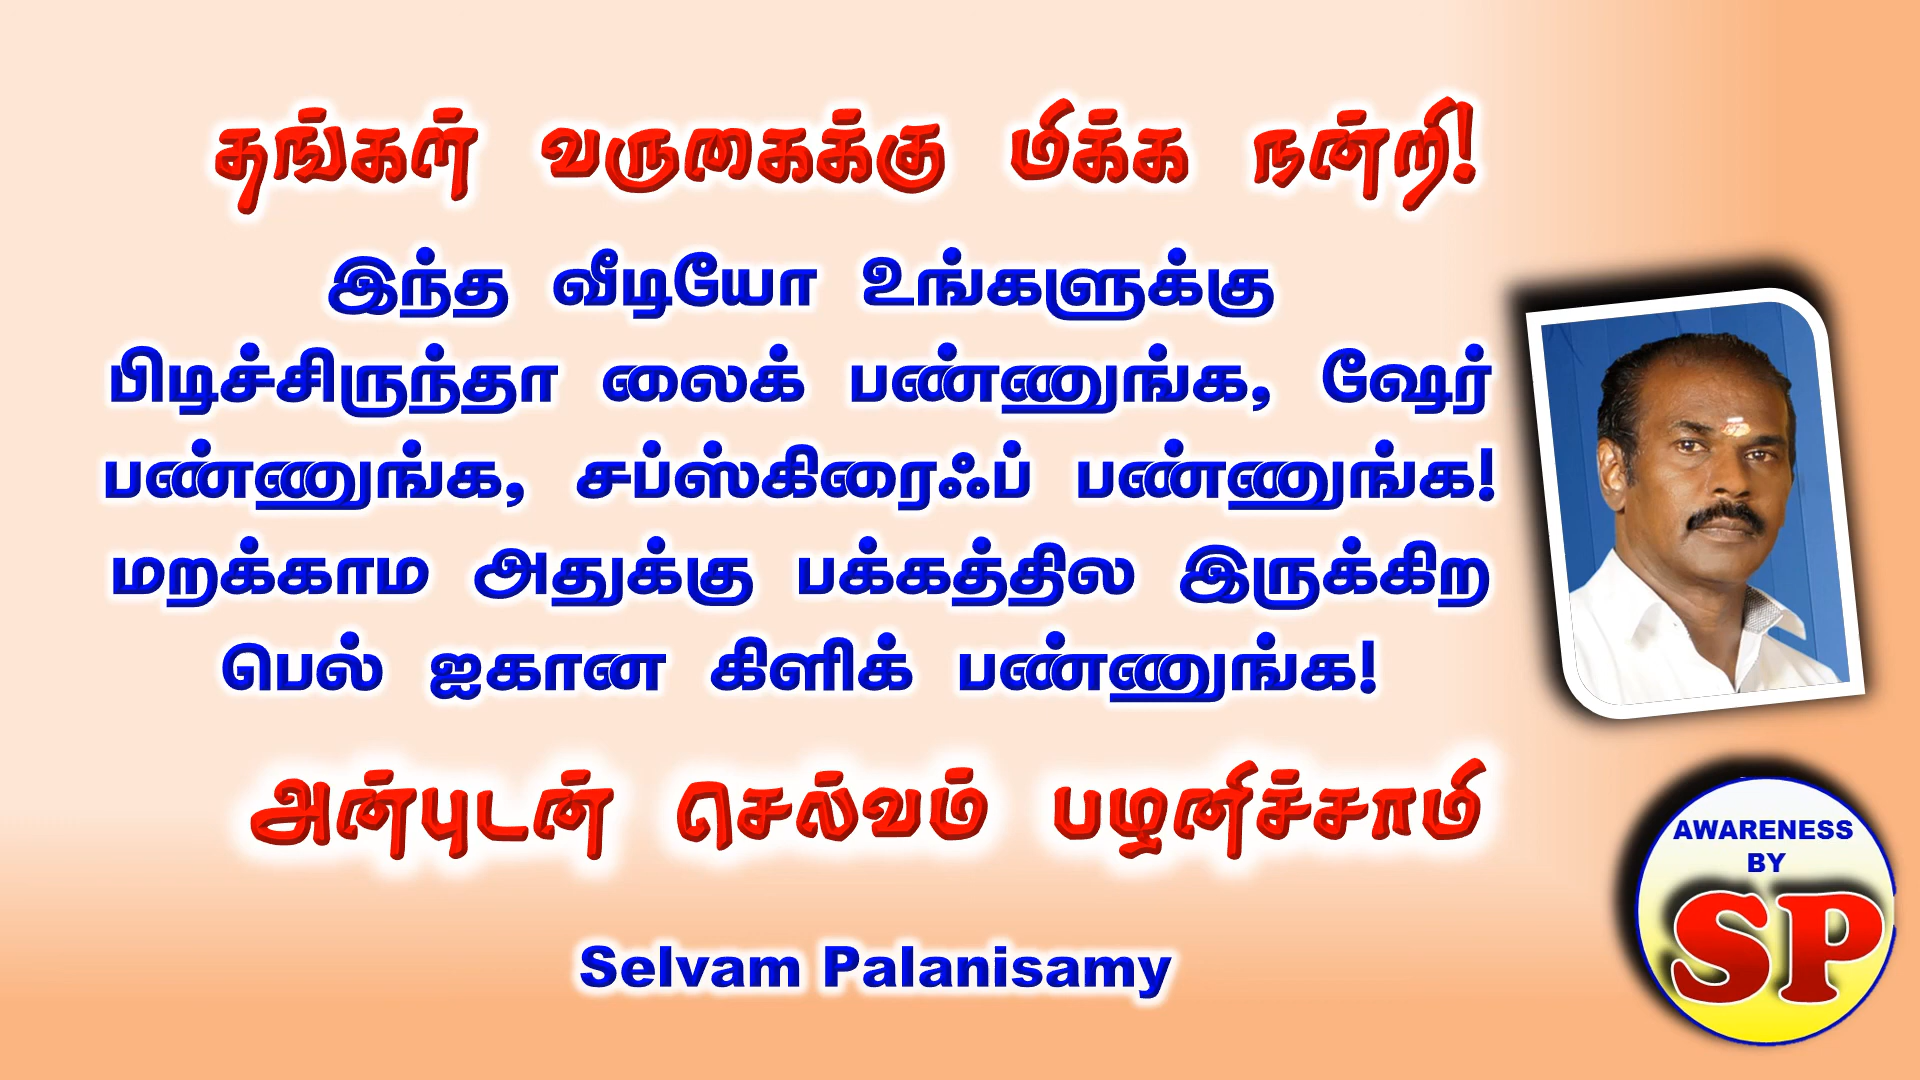 தங்கள் வருகைக்கு மிக்க நன்றி!
இந்த வீடியோ உங்களுக்கு
பிடிச்சிருந்தா லைக் பண்ணுங்க, ஷேர்
பண்ணுங்க, சப்ஸ்கிரைஃப் பண்ணுங்க!
மறக்காம அதுக்கு பக்கத்தில இருக்கிற
பெல் ஐகான கிளிக் பண்ணுங்க!
அன்புடன் செல்வம் பழனிச்சாமி
Selvam Palanisamy
AWARENESS
BY
SP